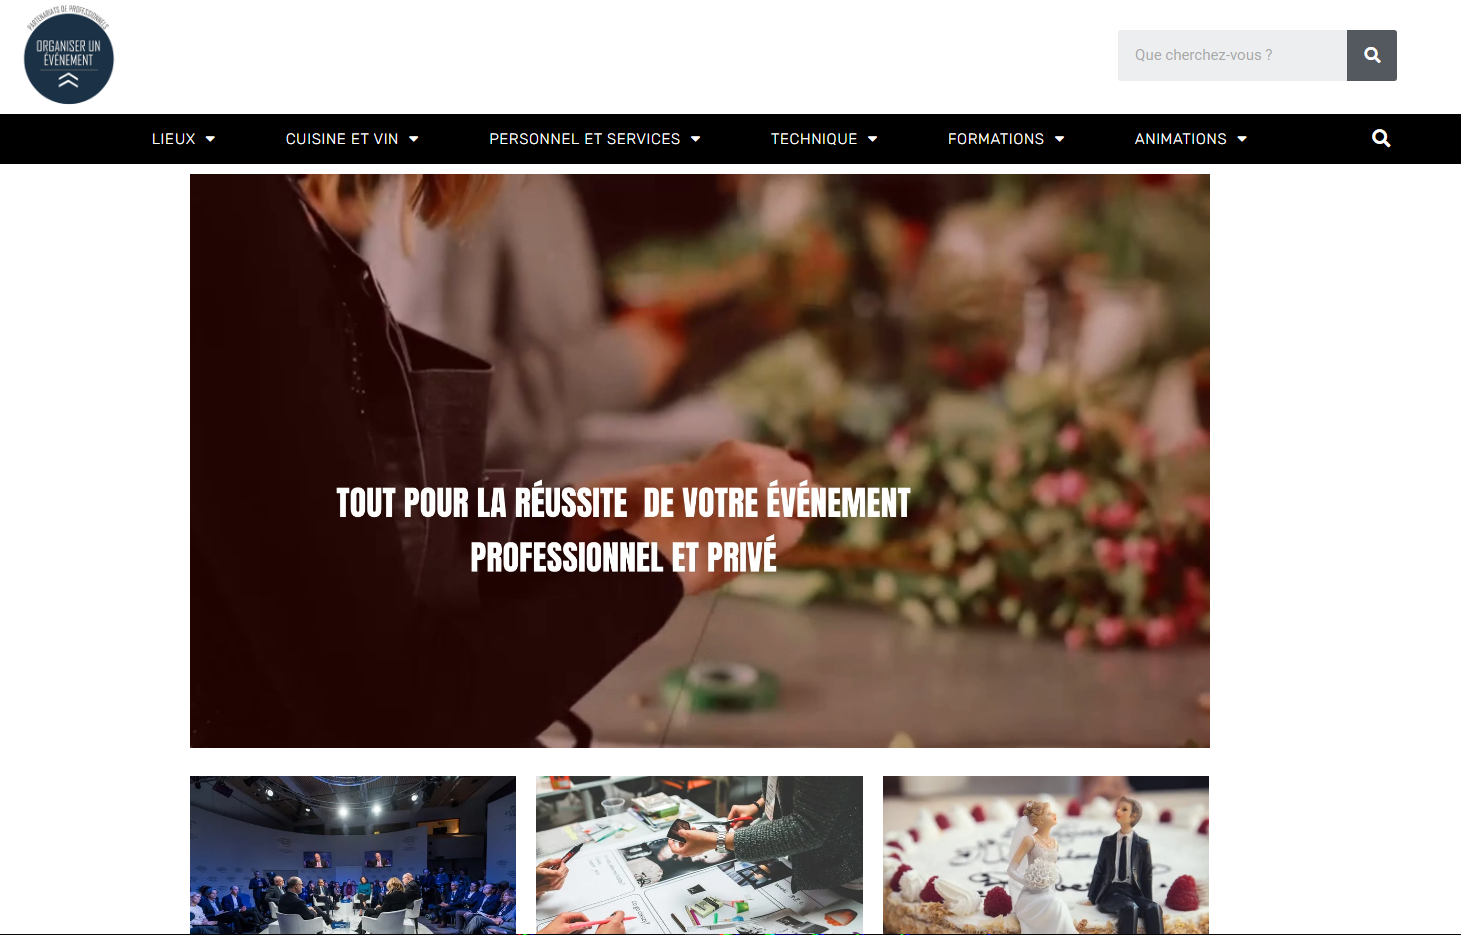 PARTENARIATS DE PROFESSIONNELS
ORGANISER UN
ÉVÉNEMENT
Que cherchez-vous ?
LIEUX
CUISINE ET VIN
PERSONNEL ET SERVICES
TECHNIQUE
FORMATIONS
ANIMATIONS
TOUT POUR LA RÉUSSITE DE VOTRE ÉVÉNEMENT
PROFESSIONNEL ET PRIVÉ